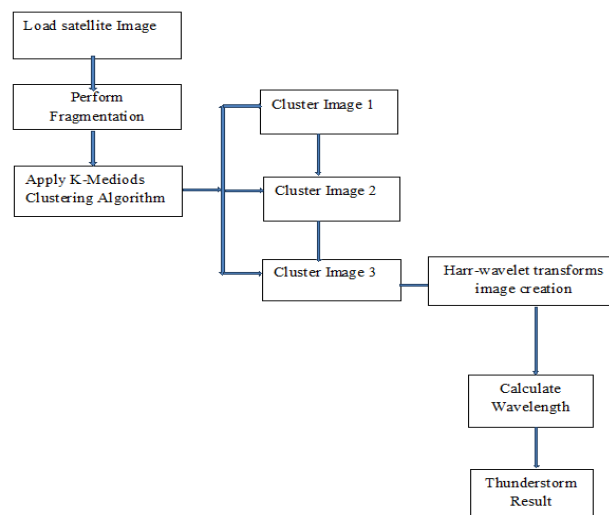 Load satellite Image
Perform
Fragmentation
Apply K-Mediods
Clustering Algorithm
Cluster Image 1
Cluster Image 2
Cluster Image 3
Harr-wavelet transforms
image creation
Calculate
Wavelength
Thunderstorm
Result